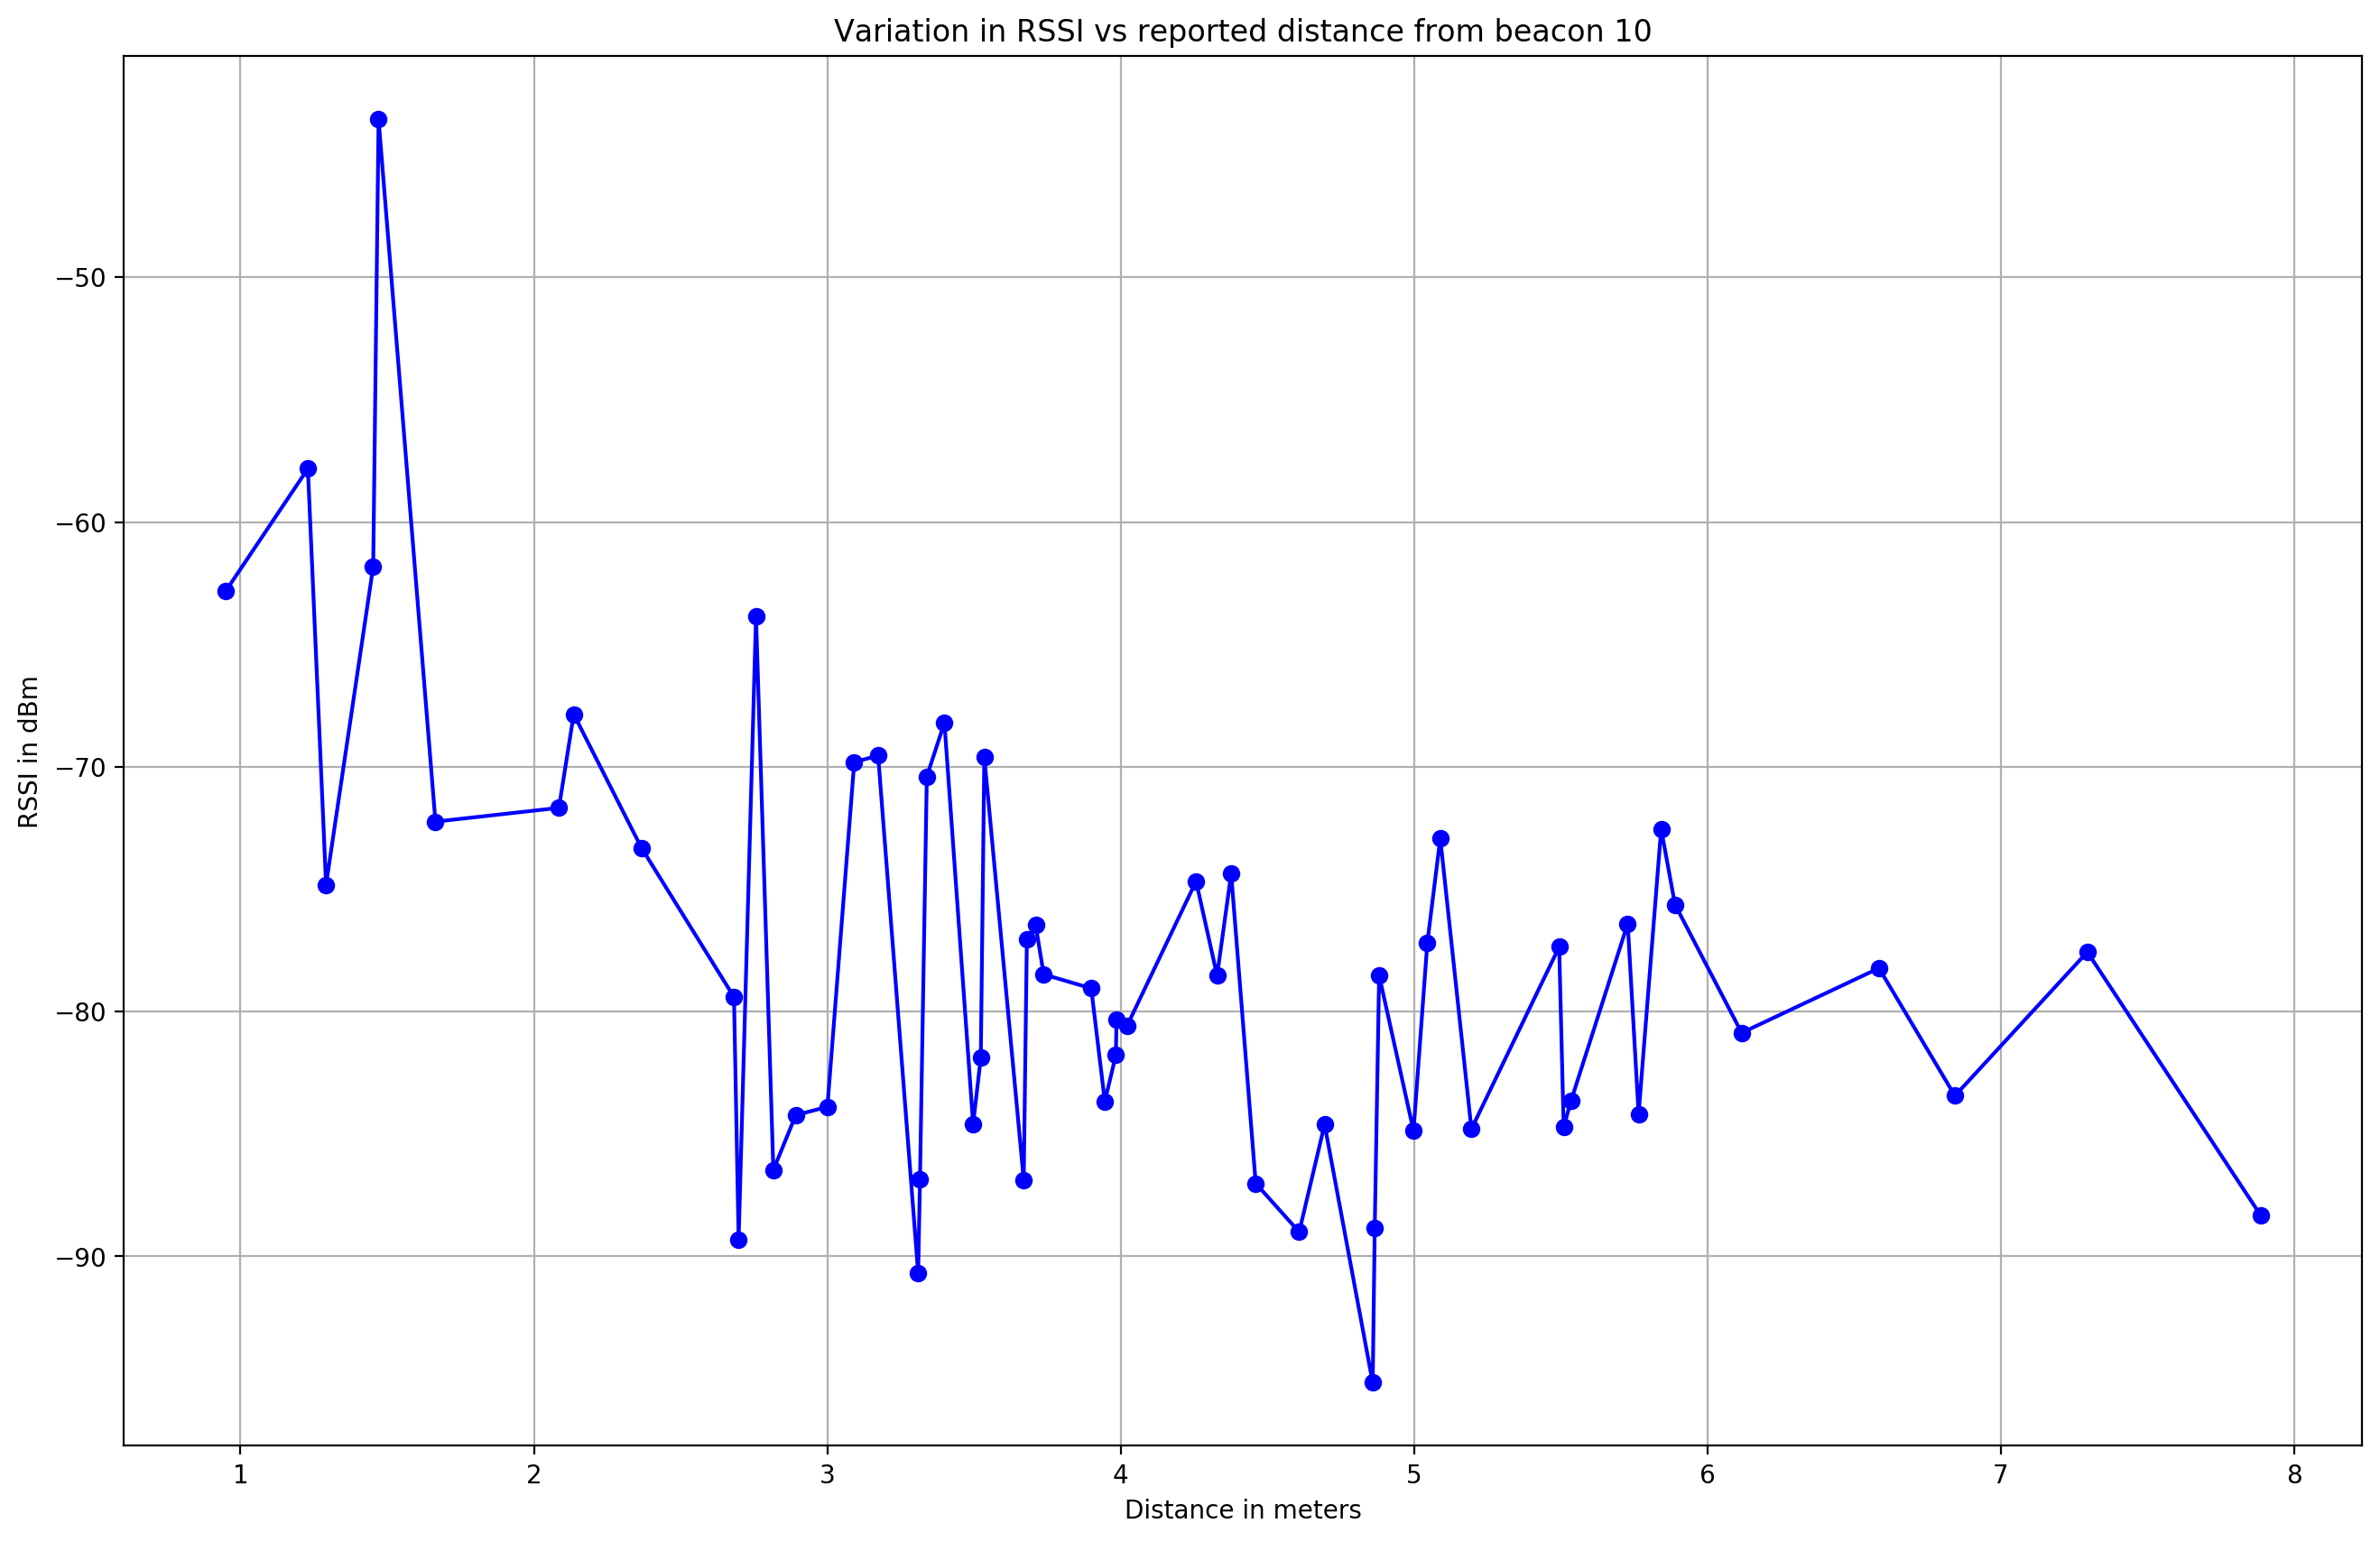 Variation in RSSI vs reported distance from beacon 10
RSSI in dBm
−50
−60
−70
−80
−90
1 2 3 4 5 6 7 8
Distance in meters